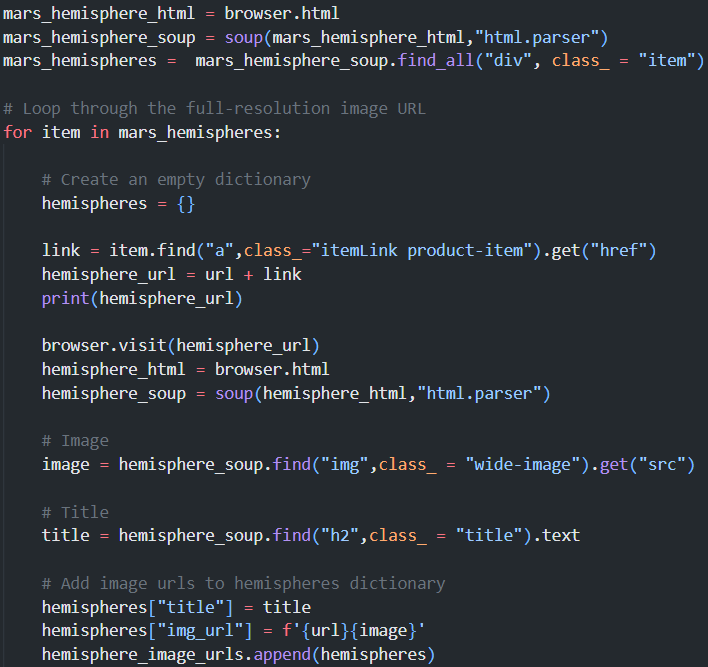 mars_hemisphere_html = browser.html
mars_hemisphere_soup = soup(mars_hemisphere_html,"html.parser")
mars_hemispheres =  mars_hemisphere_soup.find_all("div", class_ = "item")

# Loop through the full-resolution image URL
for item in mars_hemispheres:

    # Create an empty dictionary
    hemispheres = {}

    link = item.find("a",class_="itemLink product-item").get("href")
    hemisphere_url = url + link
    print(hemisphere_url)

    browser.visit(hemisphere_url)
    hemisphere_html = browser.html
    hemisphere_soup = soup(hemisphere_html,"html.parser")

    # Image
    image = hemisphere_soup.find("img",class_ = "wide-image").get("src")

    # Title
    title = hemisphere_soup.find("h2",class_ = "title").text

    # Add image urls to hemispheres dictionary
    hemispheres["title"] = title
    hemispheres["img_url"] = f'{url}{image}'
    hemisphere_image_urls.append(hemispheres)